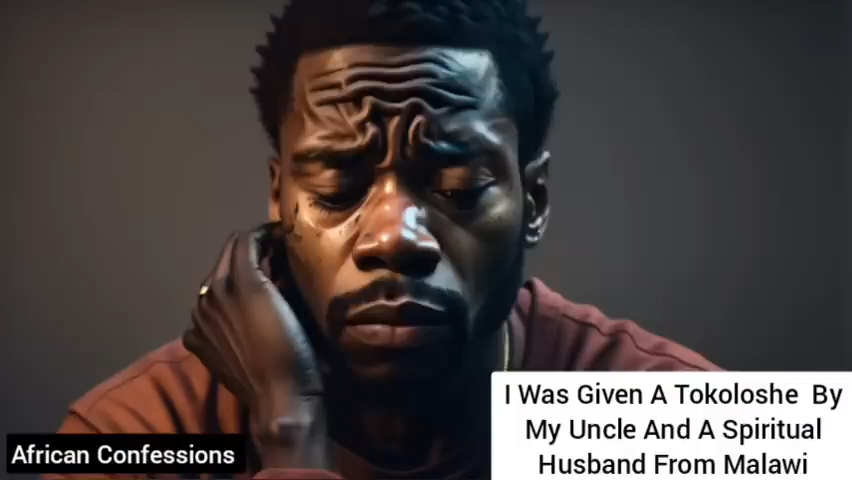 I Was Given A Tokoloshe By
My Uncle And A Spiritual
Husband From Malawi
African Confessions